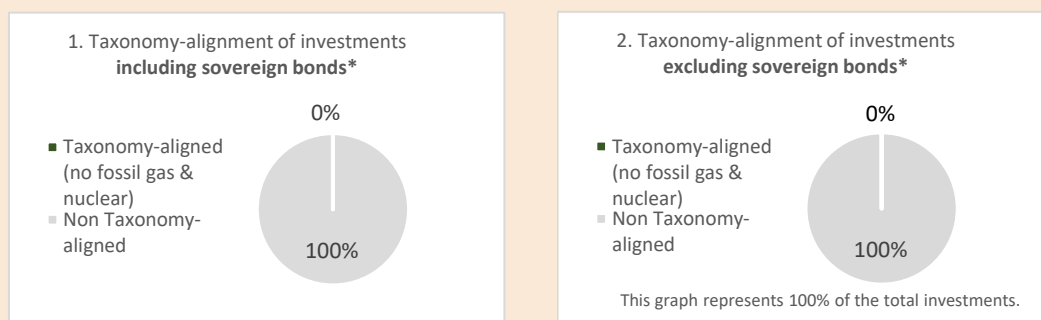 1. Taxonomy-alignment of investments
including sovereign bonds*
0%
Taxonomy-aligned
(no fossil gas &
nuclear)
Non Taxonomy-
aligned
100%
2. Taxonomy-alignment of investments
excluding sovereign bonds*
0%
Taxonomy-aligned
(no fossil gas &
nuclear)
Non Taxonomy-
aligned
100%
This graph represents 100% of the total investments.